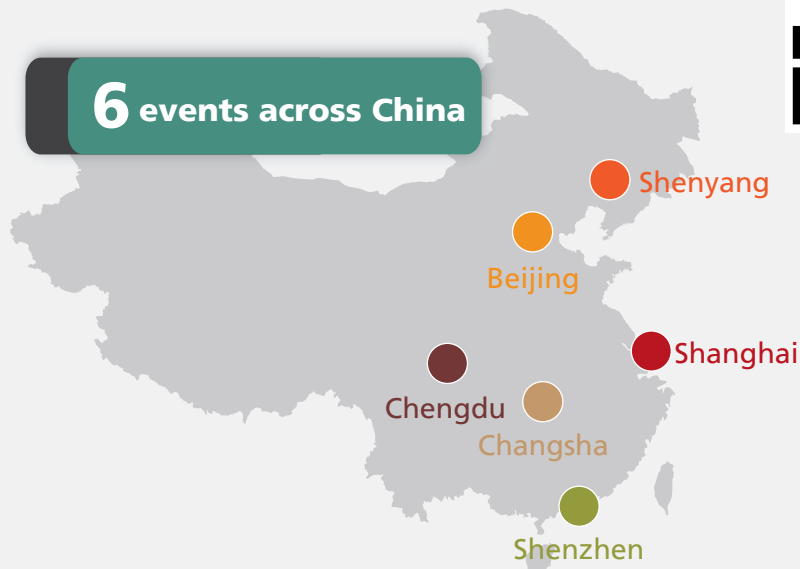 6 events across China
Shenyang
Beijing
Shanghai
Chengdu
Changsha
Shenzhen